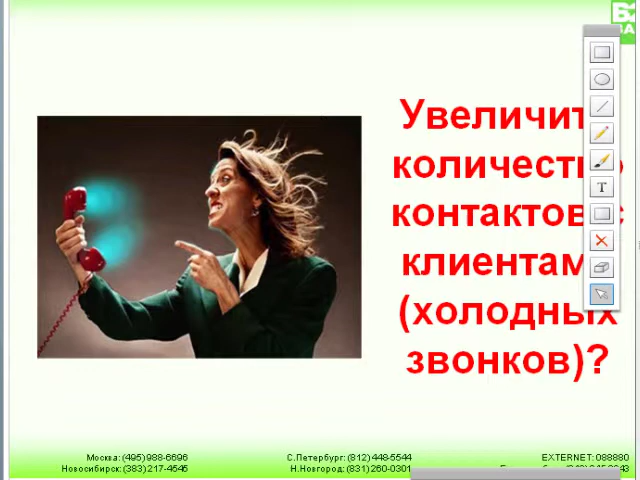 Увеличит
количество
контактов с
клиентам
(холодных
звонков)?
T
Москва: (495) 988-6696
С.Петербург: (812) 448-5544
EXTERNET: 088880
Новосибирск: (383) 217-4545
Н.Новгород: (831) 260-0301